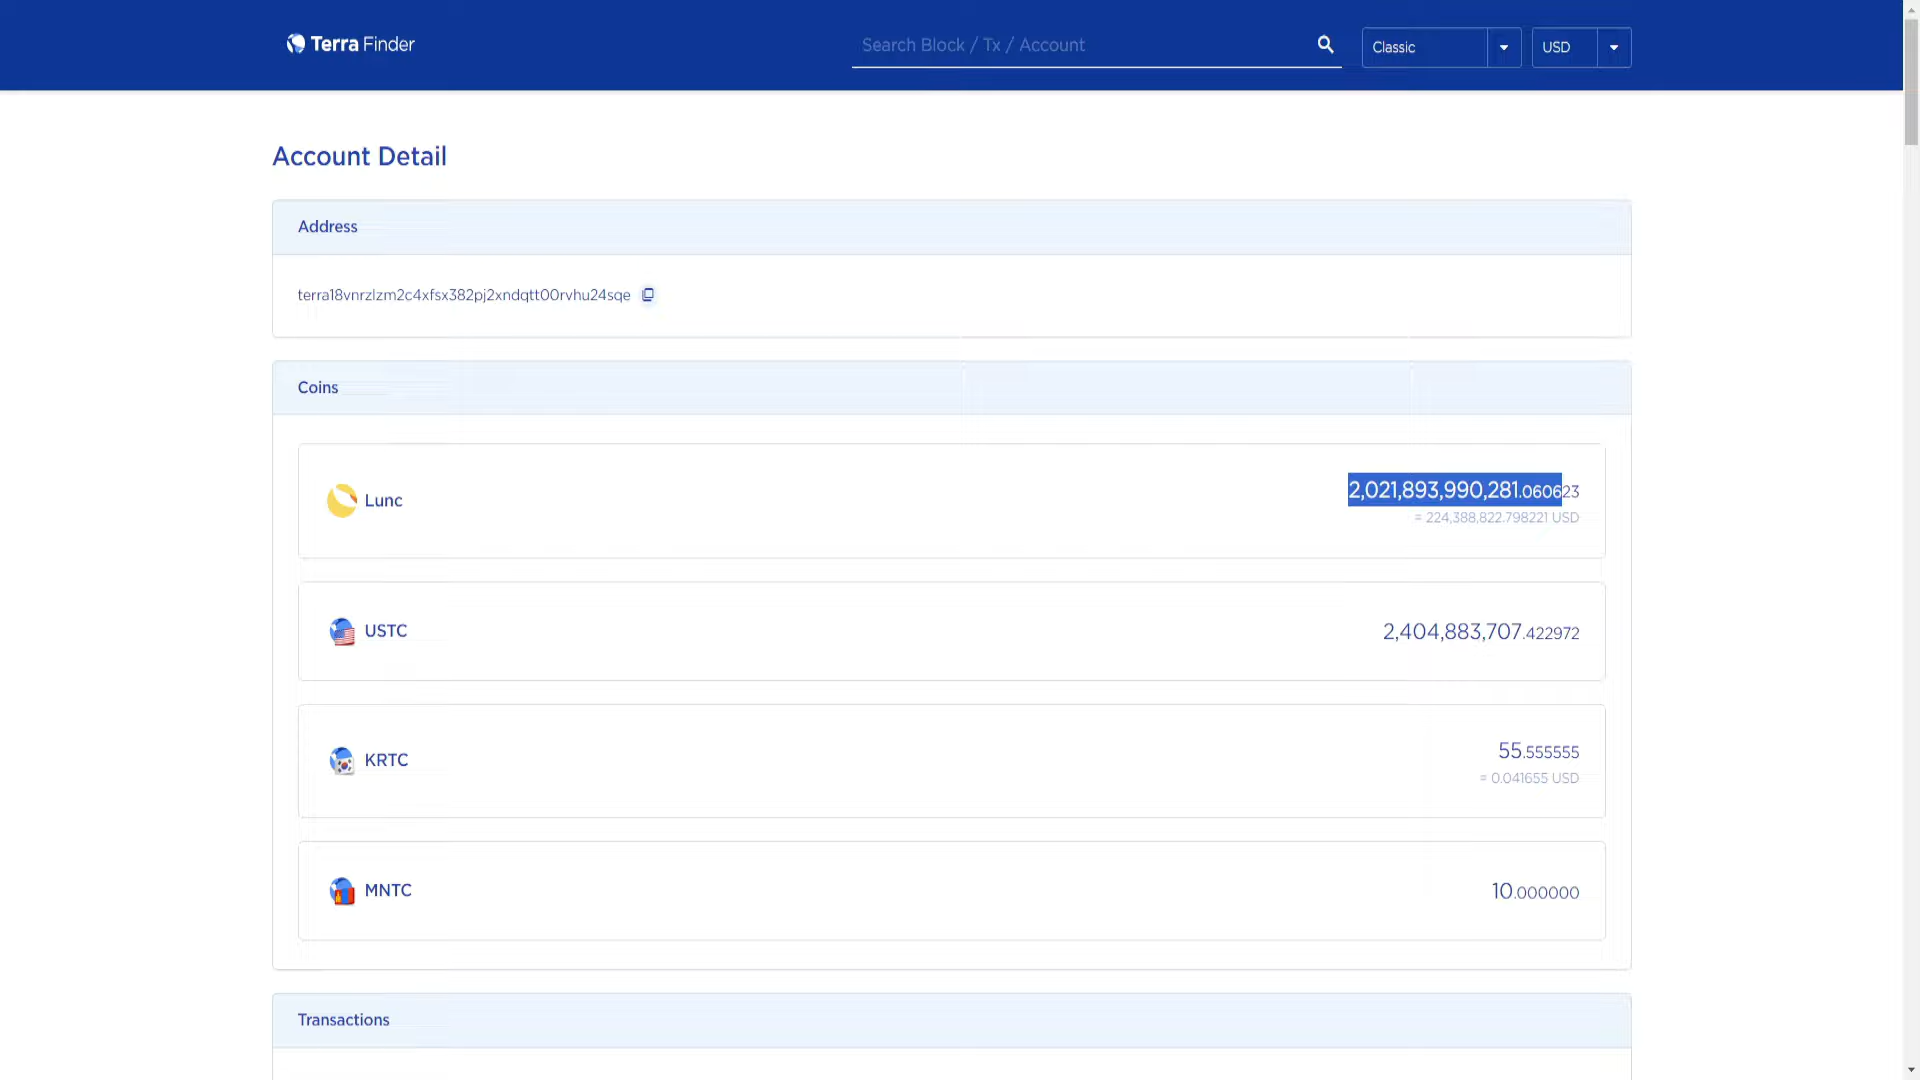 Terra Finder
Search Block / Tx / Account
Classic
USD
Account Detail
Address
terra18vnrzlzm2c4xfsx382pj2xndqtt00rvhu24sqe
Coins
Lunc
2,021,893,990,281.060623
= 224,388,822.798221 USD
USTC
2,404,883,707.422972
KRTC
55.555555
= 0.041655 USD
MNTC
10.000000
Transactions